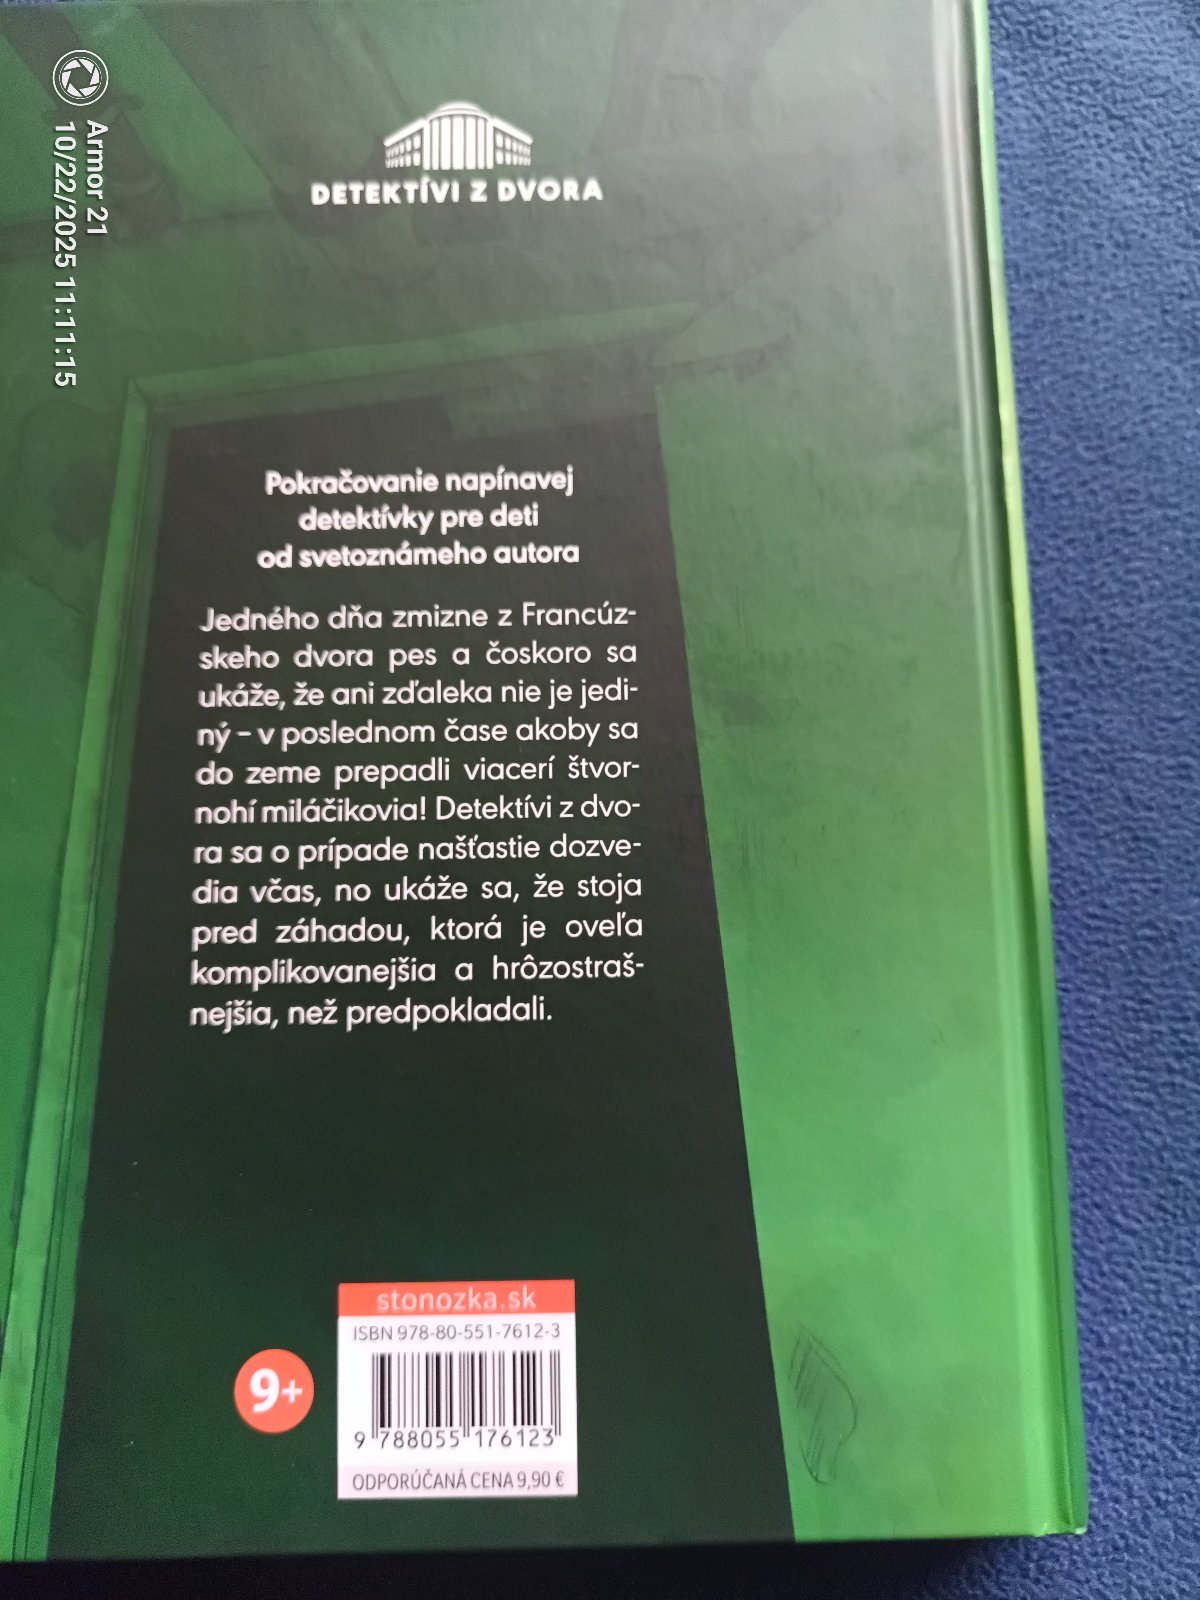 Armor 21
10/22/2025 11:11:15
DETEKTÍVI Z DVORA
Pokračovanie napínavej
detektívky pre deti
od svetoznámeho autora
Jedného dňa zmizne z Francúz-
skeho dvora pes a čoskoro sa
ukáže, že ani zďaleka nie je jedi-
ný – v poslednom čase akoby sa
do zeme prepadli viacerí štvor-
nohí miláčikovia! Detektívi z dvo-
ra sa o prípade našťastie dozve-
dia včas, no ukáže sa, že stoja
pred záhadou, ktorá je oveľa
komplikovanejšia a hrôzostraš-
nejšia, než predpokladali.
stonozka.sk
ISBN 978-80-551-7612-3
9+
9 788055 176123
ODPORÚČANÁ CENA 9,90 €